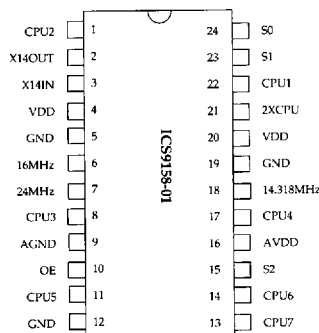 CPU2 1 24 S0
X14OUT 2 23 S1
X14IN 3 22 CPU1
VDD 4 21 2XCPU
GND 5 20 VDD
16MHz 6 19 GND
24MHz 7 18 14.318MHz
CPU3 8 17 CPU4
AGND 9 16 AVDD
OE 10 15 S2
CPU5 11 14 CPU6
GND 12 13 CPU7
ICS9158-01